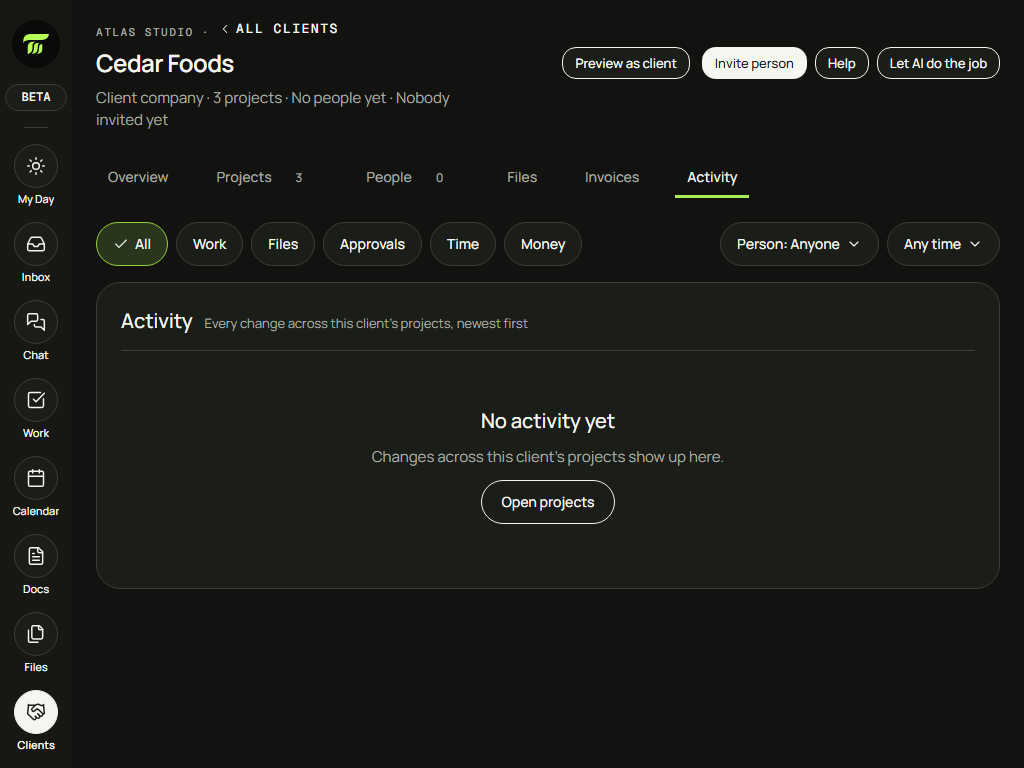 ATLAS STUDIO · ALL CLIENTS
Cedar Foods
Client company · 3 projects · No people yet · Nobody
invited yet
Preview as client
Invite person
Help
Let AI do the job
BETA
My Day
Inbox
Chat
Work
Calendar
Docs
Files
Clients
Overview
Projects 3
People 0
Files
Invoices
Activity
All
Work
Files
Approvals
Time
Money
Person: Anyone
Any time
Activity Every change across this client's projects, newest first
No activity yet
Changes across this client's projects show up here.
Open projects